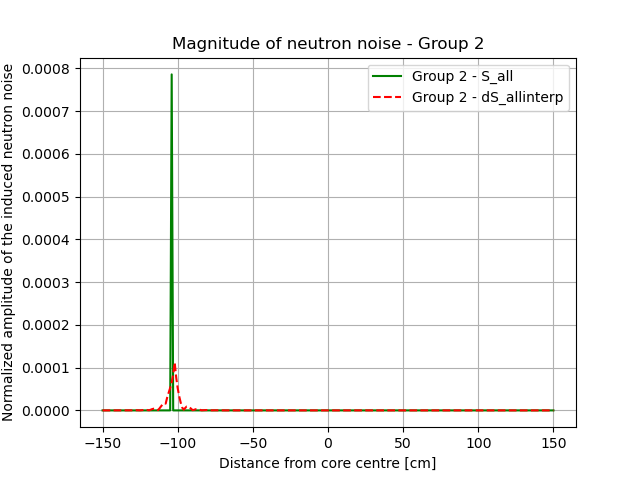 Magnitude of neutron noise - Group 2
Normalized amplitude of the induced neutron noise
0.0008
0.0007
0.0006
0.0005
0.0004
0.0003
0.0002
0.0001
0.0000
Group 2 - S_all
Group 2 - dS_allinterp
−150 −100 −50 0 50 100 150
Distance from core centre [cm]